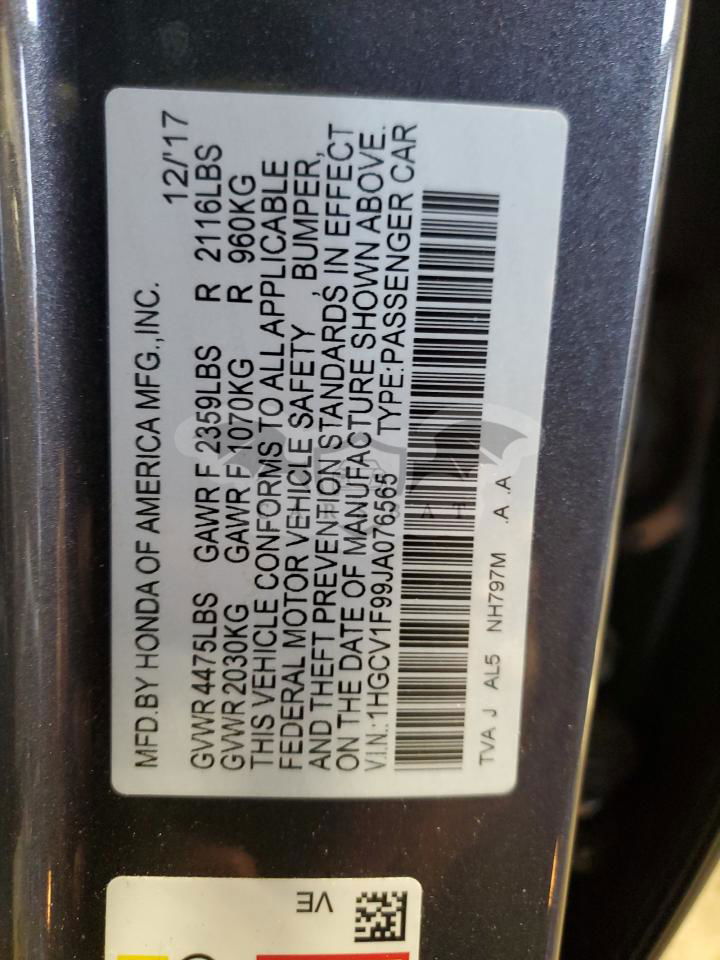 MFD.BY HONDA OF AMERICA MFG.,INC. 12/'17
GVWR 4475LBS GAWR F 2359LBS R 2116LBS
GVWR 2030KG GAWR F 1070KG R 960KG
THIS VEHICLE CONFORMS TO ALL APPLICABLE
FEDERAL MOTOR VEHICLE SAFETY , BUMPER,
AND THEFT PREVENTION STANDARDS IN EFFECT
ON THE DATE OF MANUFACTURE SHOWN ABOVE.
V.I.N.:1HGCV1F99JA076565 TYPE:PASSENGER CAR
TVA J AL5 NH797M .A .A
VE